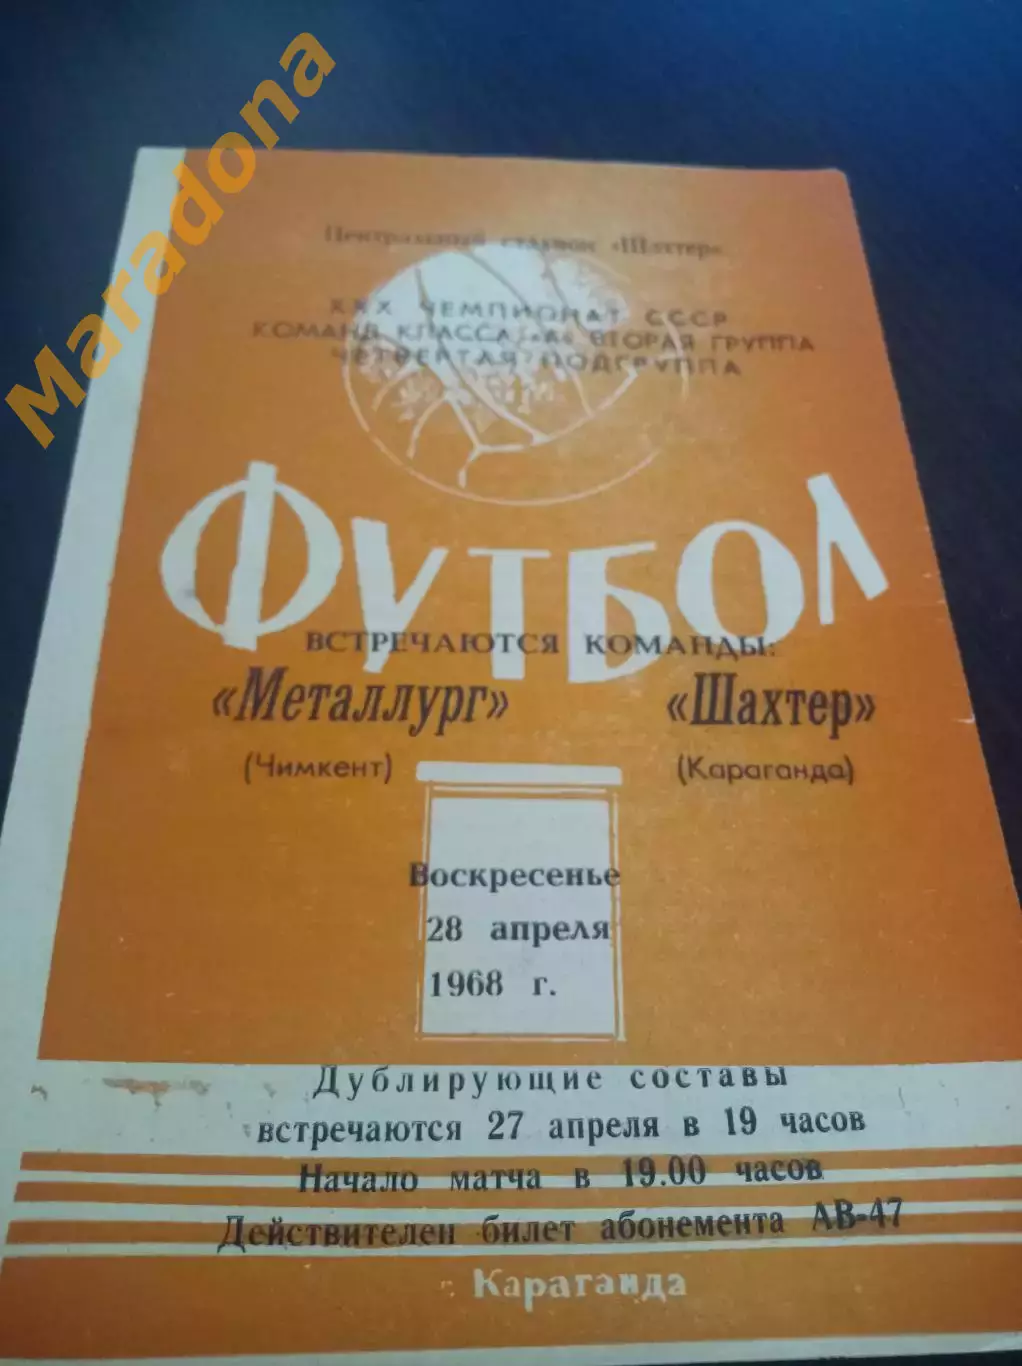 Maradona
Центральный стадион «Шахтер»
XXX ЧЕМПИОНАТ СССР
КОМАНД КЛАССА «А» ВТОРАЯ ГРУППА
ЧЕТВЕРТАЯ ПОДГРУППА
ФУТБОЛ
ВСТРЕЧАЮТСЯ КОМАНДЫ:
«Металлург» «Шахтер»
(Чимкент) (Караганда)
Воскресенье
28 апреля
1968 г.
Дублирующие составы
встречаются 27 апреля в 19 часов
Начало матча в 19.00 часов
Действителен билет абонемента АВ-47
г. Караганда